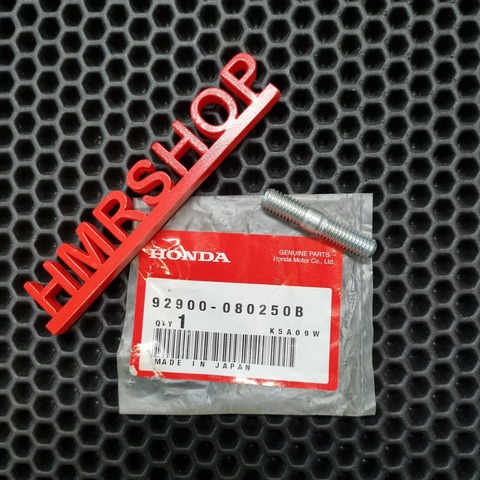 HMRSHOP
HONDA
GENUINE PARTS
Honda Motor Co., Ltd.
92900-080250B
QTY 1
K5A09W
MADE IN JAPAN